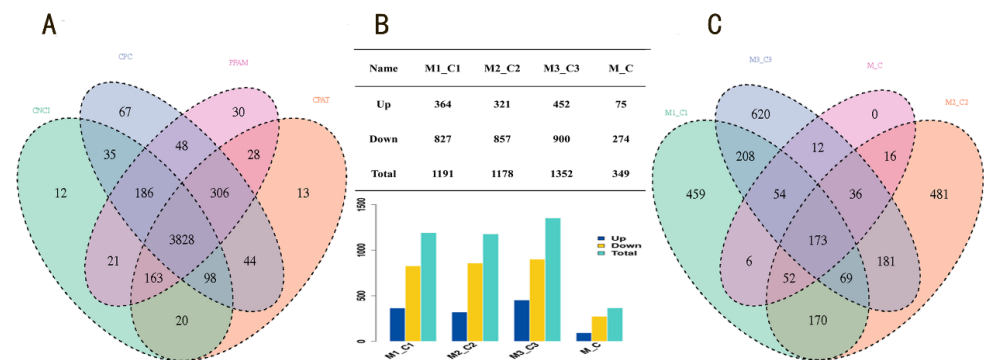 A
CPC
PFAM
CNCI
CPAT
67
30
35
48
28
12
186
306
13
3828
21
163
98
44
20
B
Name M1_C1 M2_C2 M3_C3 M_C
Up 364 321 452 75
Down 827 857 900 274
Total 1191 1178 1352 349
1500
1000
500
0
Up
Down
Total
M1_C1
M2_C2
M3_C3
M_C
C
M3_C3
M_C
M1_C1
M2_C2
620
0
208
12
16
459
54
36
481
173
6
52
69
181
170